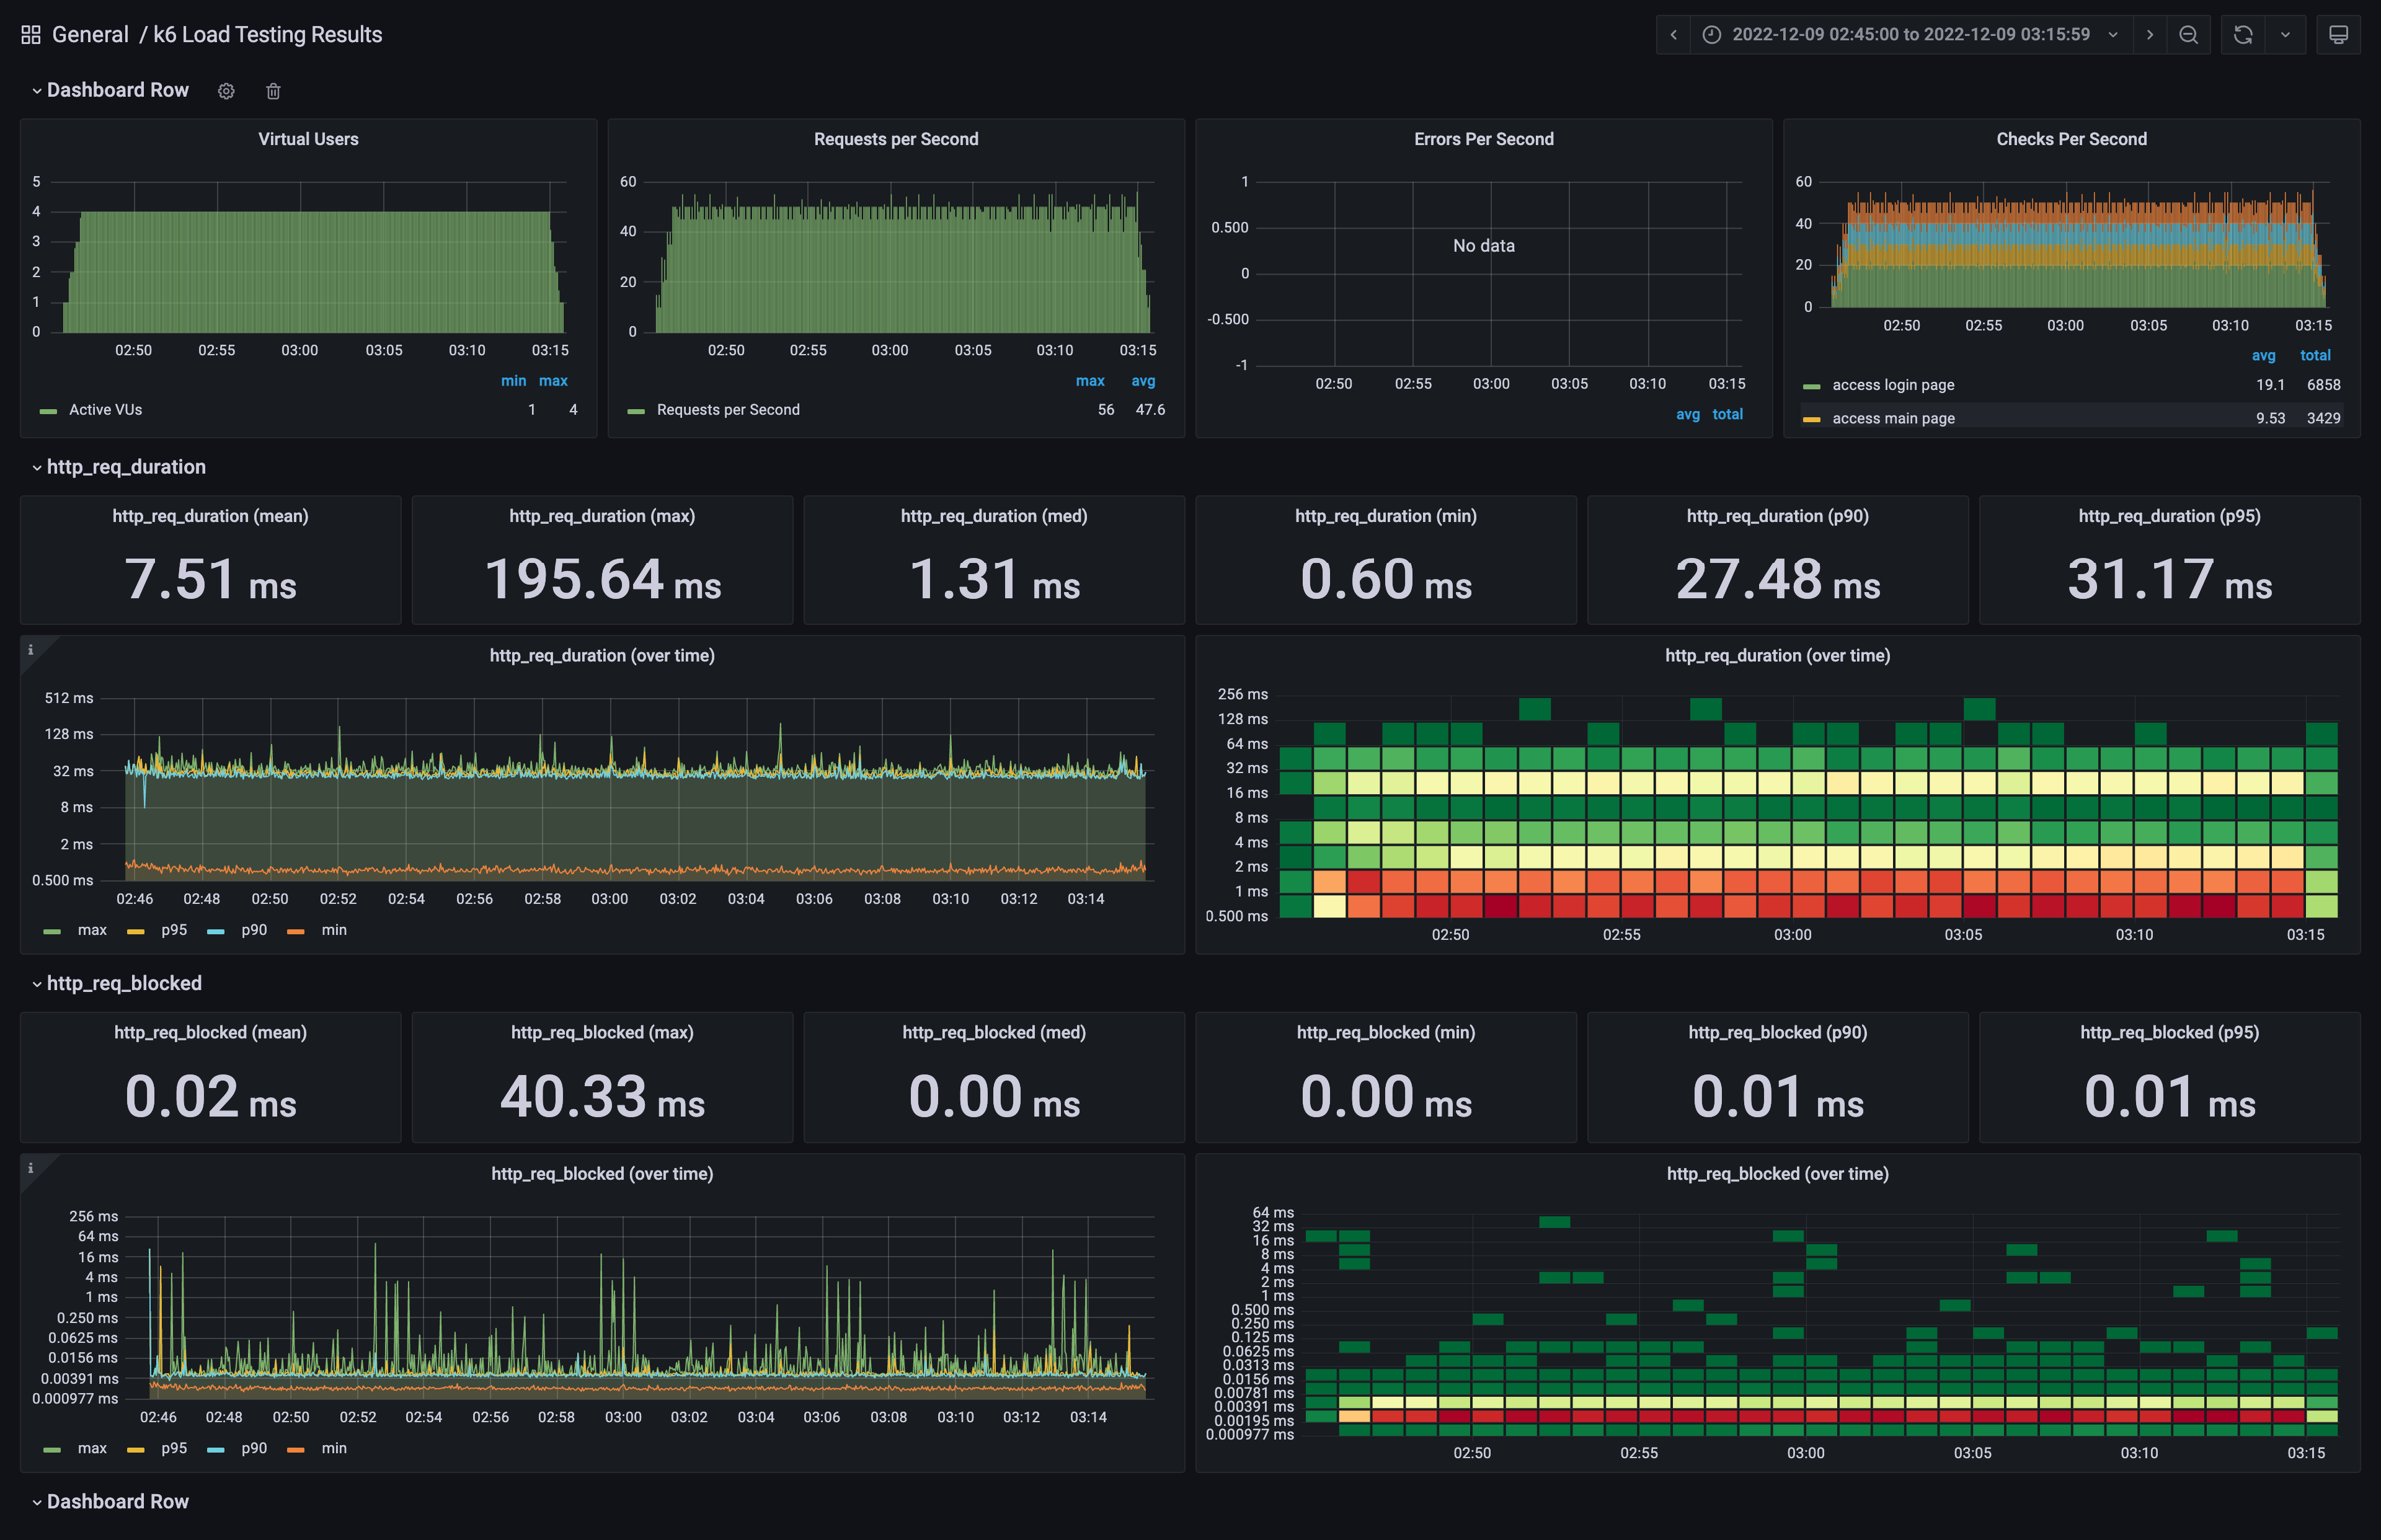 General / k6 Load Testing Results
2022-12-09 02:45:00 to 2022-12-09 03:15:59
Dashboard Row
Virtual Users
5
4
3
2
1
0
02:50 02:55 03:00 03:05 03:10 03:15
min max
Active VUs 1 4
Requests per Second
60
40
20
0
02:50 02:55 03:00 03:05 03:10 03:15
max avg
Requests per Second 56 47.6
Errors Per Second
1
0.500
0
-0.500
-1
No data
02:50 02:55 03:00 03:05 03:10 03:15
avg total
Checks Per Second
60
40
20
0
02:50 02:55 03:00 03:05 03:10 03:15
avg total
access login page 19.1 6858
access main page 9.53 3429
http_req_duration
http_req_duration (mean)
7.51 ms
http_req_duration (max)
195.64 ms
http_req_duration (med)
1.31 ms
http_req_duration (min)
0.60 ms
http_req_duration (p90)
27.48 ms
http_req_duration (p95)
31.17 ms
http_req_duration (over time)
512 ms
128 ms
32 ms
8 ms
2 ms
0.500 ms
02:46 02:48 02:50 02:52 02:54 02:56 02:58 03:00 03:02 03:04 03:06 03:08 03:10 03:12 03:14
max p95 p90 min
http_req_duration (over time)
256 ms
128 ms
64 ms
32 ms
16 ms
8 ms
4 ms
2 ms
1 ms
0.500 ms
02:50 02:55 03:00 03:05 03:10 03:15
http_req_blocked
http_req_blocked (mean)
0.02 ms
http_req_blocked (max)
40.33 ms
http_req_blocked (med)
0.00 ms
http_req_blocked (min)
0.00 ms
http_req_blocked (p90)
0.01 ms
http_req_blocked (p95)
0.01 ms
http_req_blocked (over time)
256 ms
64 ms
16 ms
4 ms
1 ms
0.250 ms
0.0625 ms
0.0156 ms
0.00391 ms
0.000977 ms
02:46 02:48 02:50 02:52 02:54 02:56 02:58 03:00 03:02 03:04 03:06 03:08 03:10 03:12 03:14
max p95 p90 min
http_req_blocked (over time)
64 ms
32 ms
16 ms
8 ms
4 ms
2 ms
1 ms
0.500 ms
0.250 ms
0.125 ms
0.0625 ms
0.0313 ms
0.0156 ms
0.00781 ms
0.00391 ms
0.00195 ms
0.000977 ms
02:50 02:55 03:00 03:05 03:10 03:15
Dashboard Row